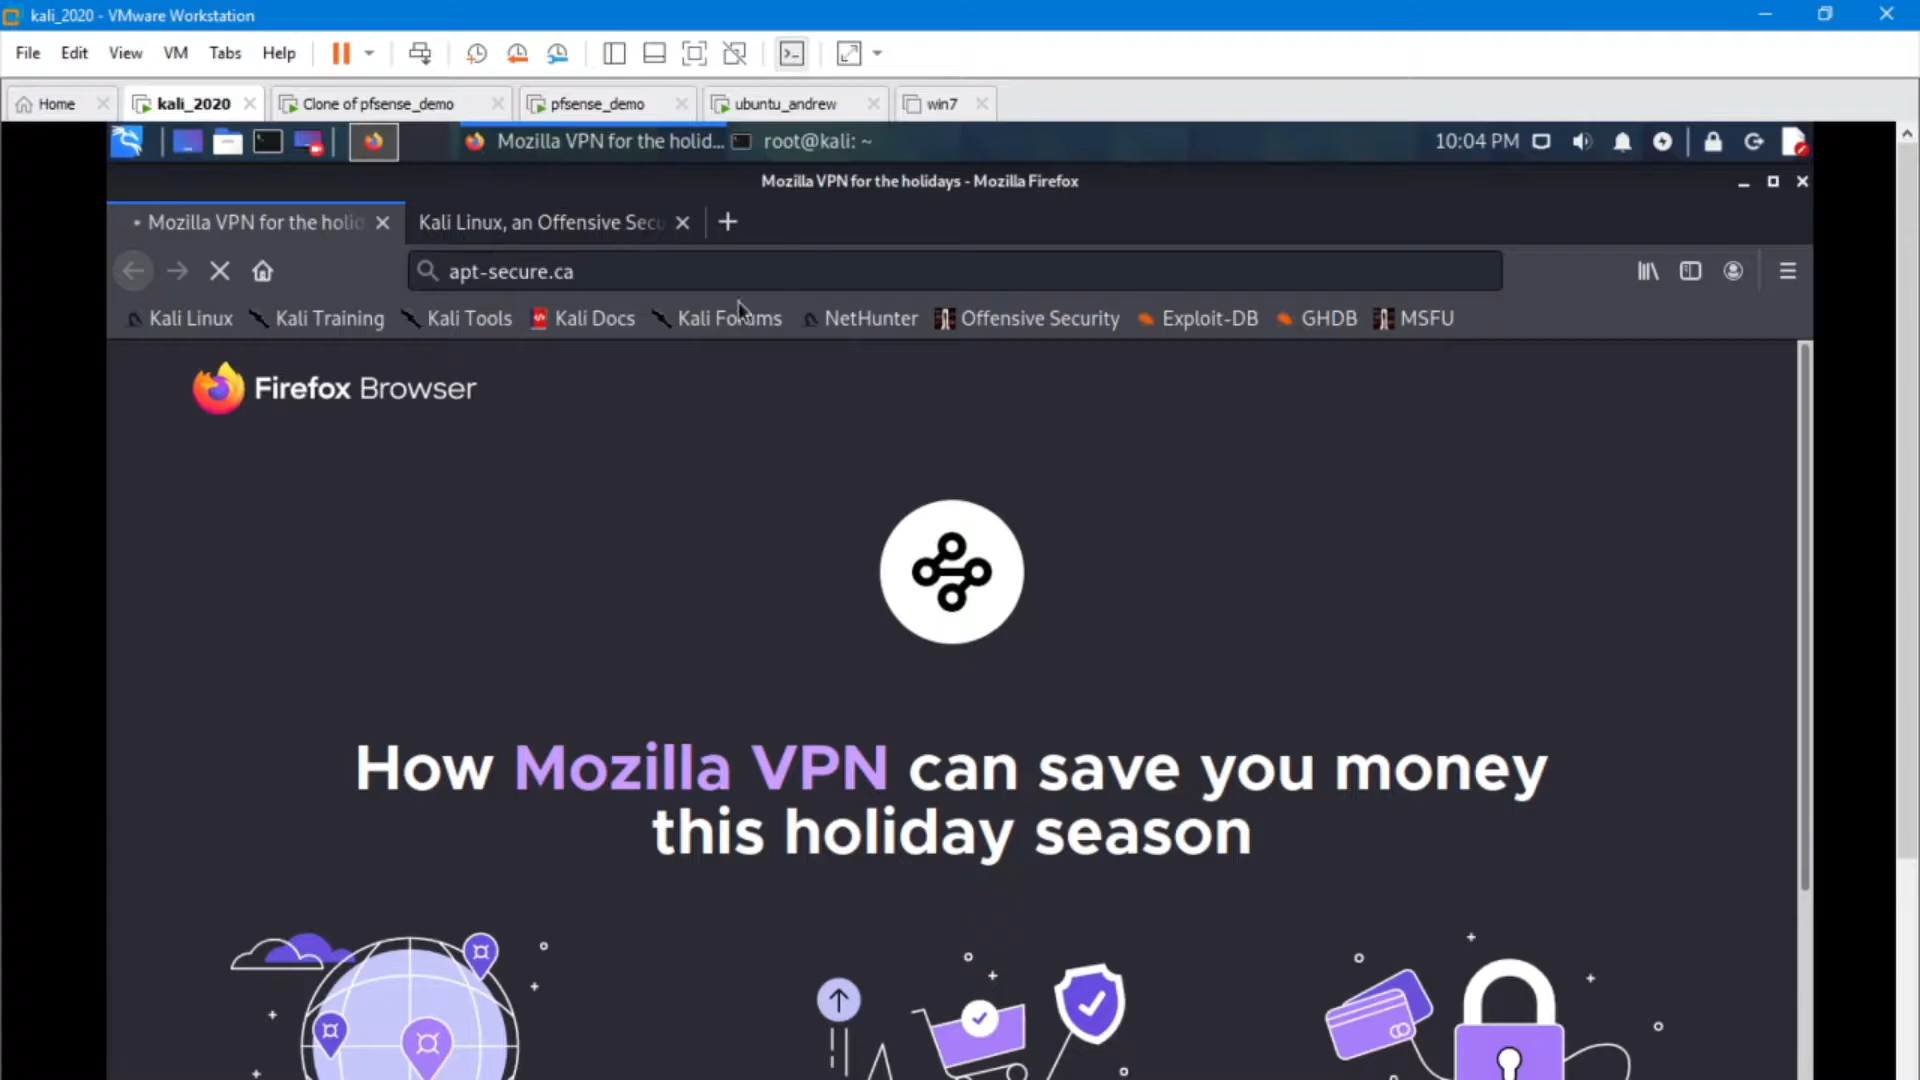 kali_2020 - VMware Workstation
File Edit View VM Tabs Help
Home kali_2020 Clone of pfsense_demo pfsense_demo ubuntu_andrew win7
Mozilla VPN for the holid... root@kali: ~ 10:04 PM
Mozilla VPN for the holidays - Mozilla Firefox
Mozilla VPN for the holid Kali Linux, an Offensive Secu
apt-secure.ca
Kali Linux Kali Training Kali Tools Kali Docs Kali Forums NetHunter Offensive Security Exploit-DB GHDB MSFU
Firefox Browser
How Mozilla VPN can save you money
this holiday season